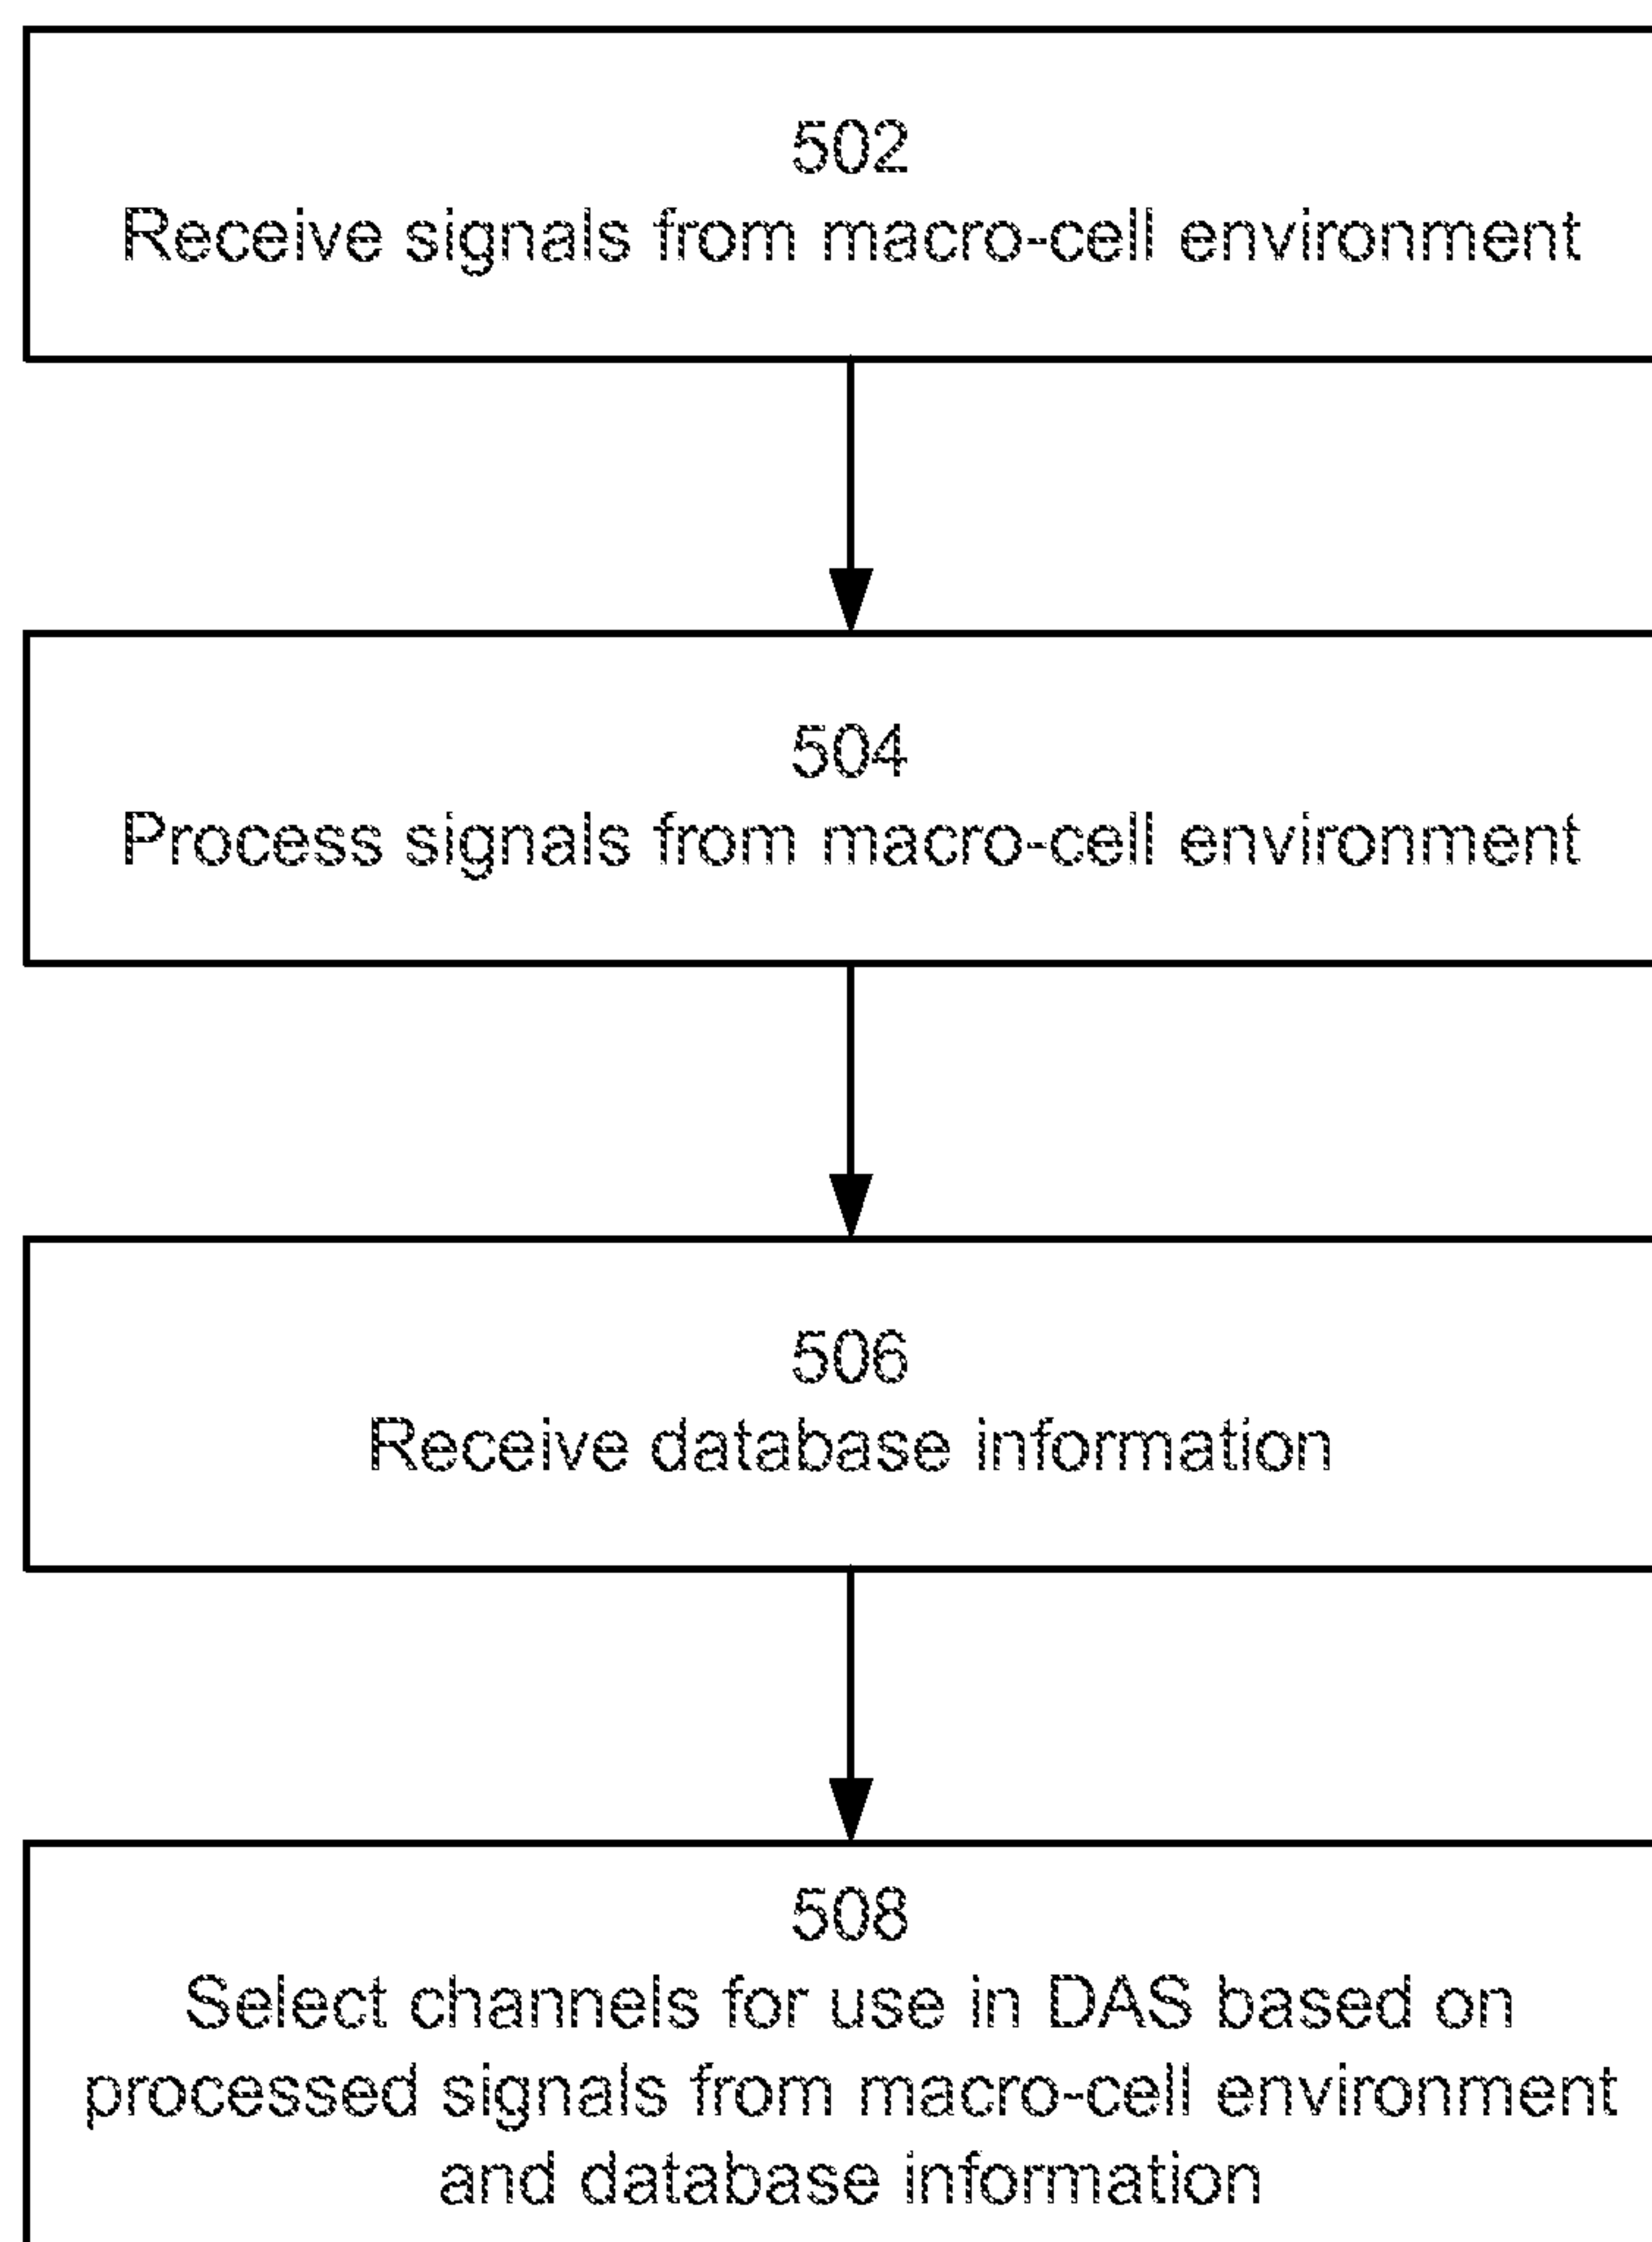 502
Receive signals from macro-cell environment
504
Process signals from macro-cell environment
506
Receive database information
508
Select channels for use in DAS based on
processed signals from macro-cell environment
and database information